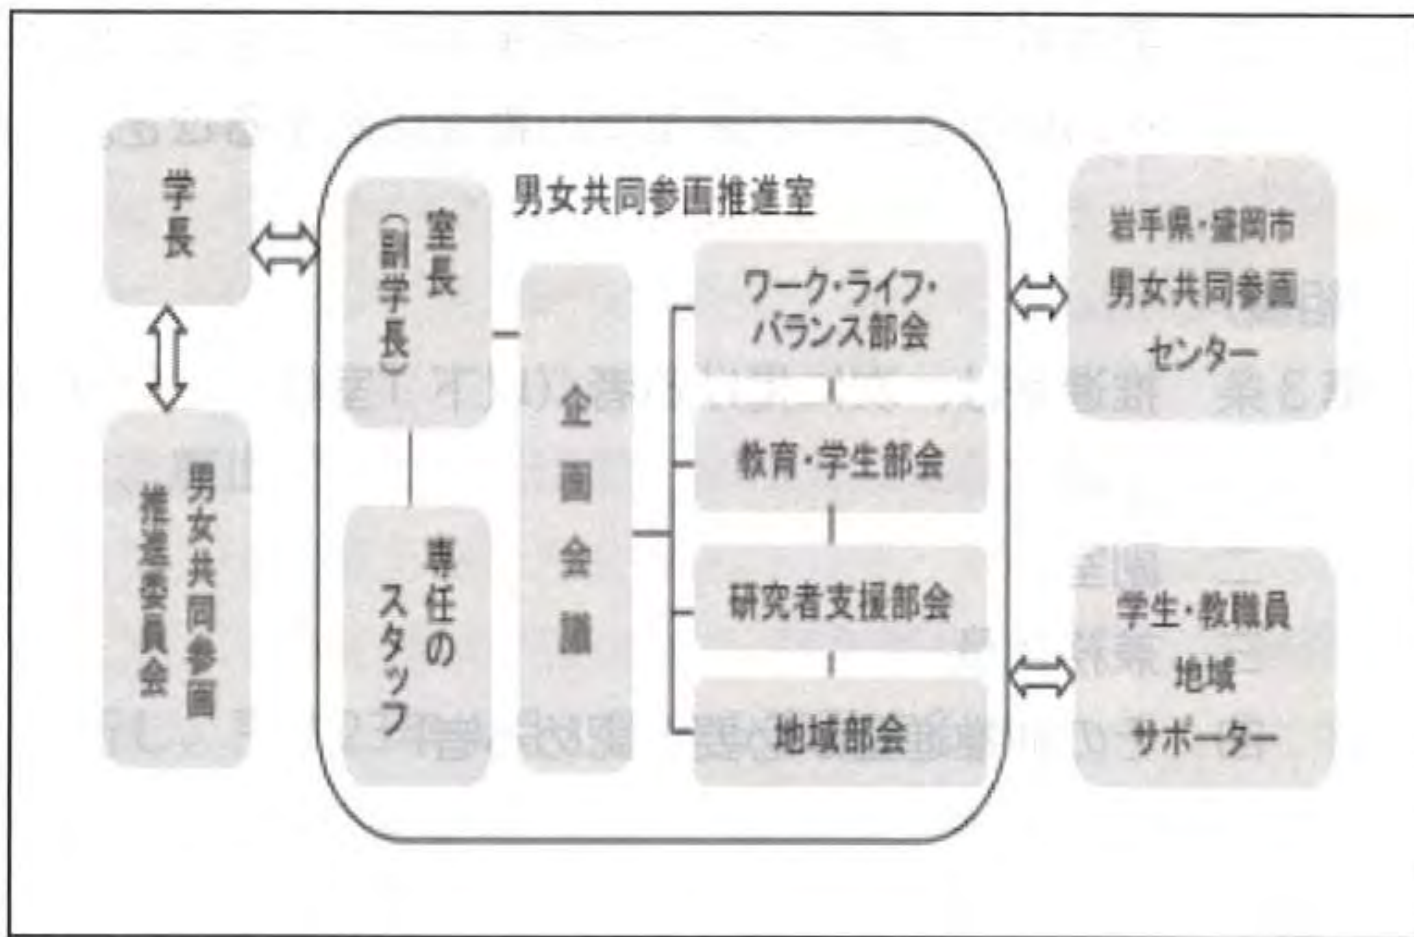 学長
男女共同参画
推進委員会
男女共同参画推進室
室長
(副学長)
専任の
スタッフ
企画会議
ワーク・ライフ・
バランス部会
教育・学生部会
研究者支援部会
地域部会
岩手県・盛岡市
男女共同参画
センター
学生・教職員
地域
サポーター